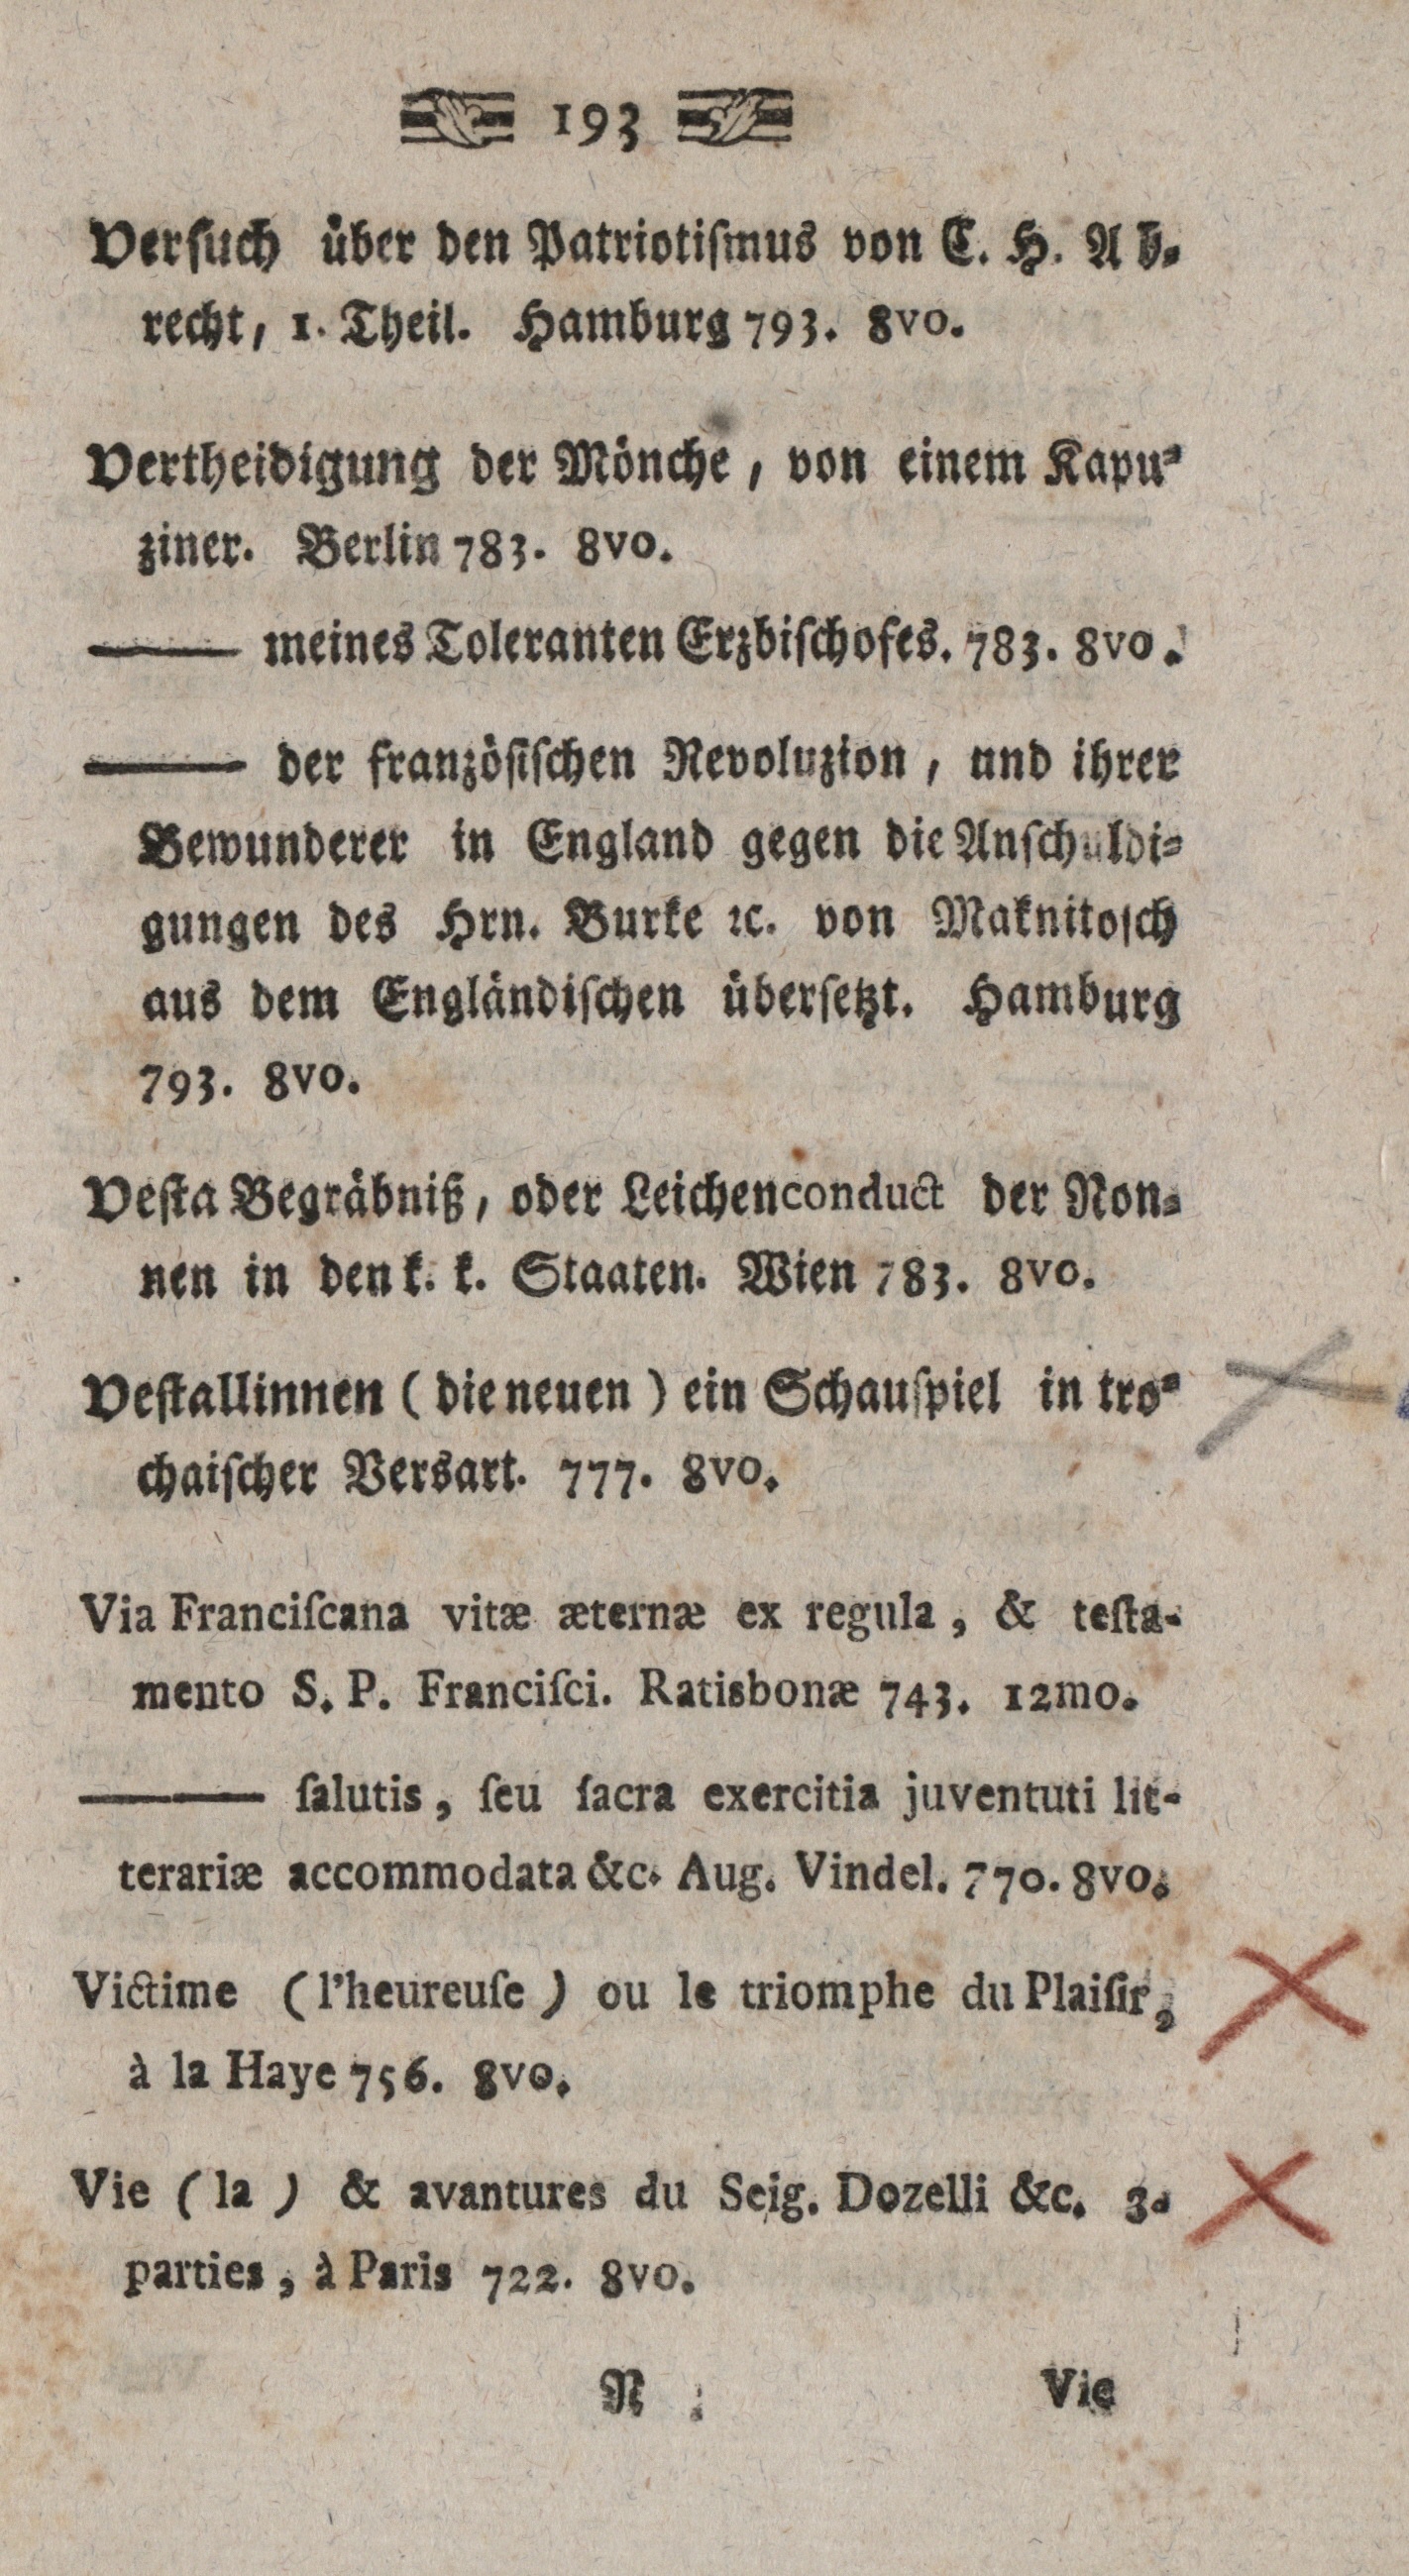 193
Versuch über den Patriotismus von C. H. Ab-
recht, 1. Theil. Hamburg 793. 8vo.
Vertheidigung der Mönche, von einem Kapu-
ziner. Berlin 783. 8vo.
—— meines Toleranten Erzbiſchofes. 783. 8vo.
—— der franzöſiſchen Revoluzion, und ihrer
Bewunderer in England gegen die Anſchuldi-
gungen des Hrn. Burke ꝛc. von Maknitoſch
aus dem Engländiſchen überſetzt. Hamburg
793. 8vo.
Veſta Begräbniß, oder Leichenconduct der Non-
nen in den k. k. Staaten. Wien 783. 8vo.
Veſtallinnen (die neuen) ein Schauſpiel in tro-
chaiſcher Versart. 777. 8vo.
Via Franciſcana vitæ æternæ ex regula, & teſta-
mento S. P. Franciſci. Ratisbonæ 743. 12mo.
—— ſalutis, ſeu ſacra exercitia juventuti lit-
terariæ accommodata &c. Aug. Vindel. 770. 8vo.
Victime (l'heureuſe) ou le triomphe du Plaiſir,
à la Haye 756. 8vo.
Vie (la) & avantures du Seig. Dozelli &c. 3.
parties, à Paris 722. 8vo.
N Vie